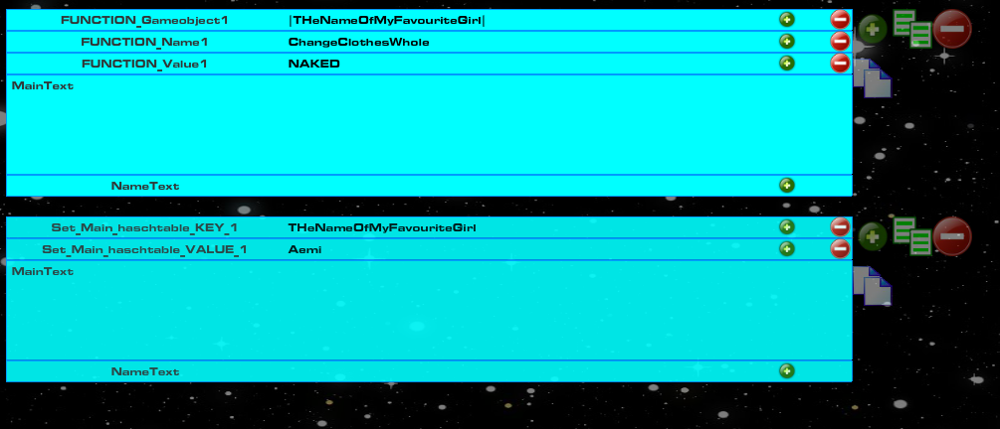 FUNCTION_Gameobject1 |THeNameOfMyFavouriteGirl|
FUNCTION_Name1 ChangeClothesWhole
FUNCTION_Value1 NAKED
MainText
NameText
Set_Main_haschtable_KEY_1 THeNameOfMyFavouriteGirl
Set_Main_haschtable_VALUE_1 Aemi
MainText
NameText